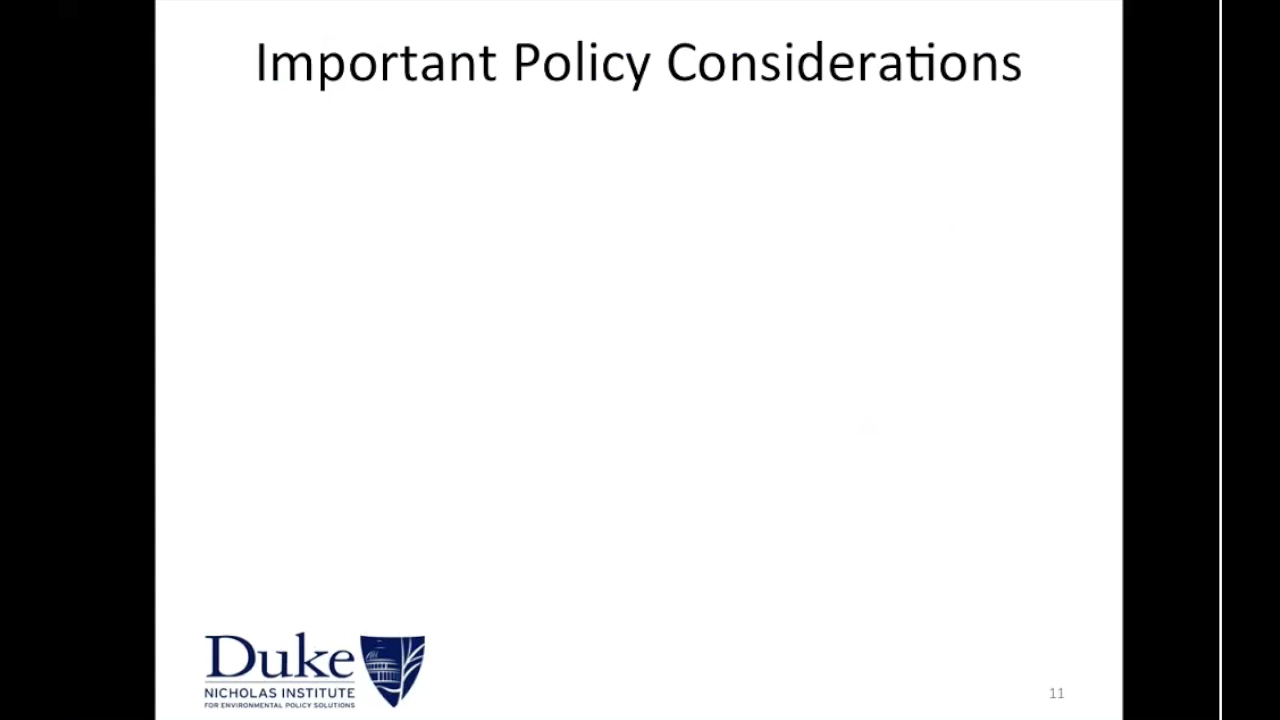 Important Policy Considerations
Duke
NICHOLAS INSTITUTE
FOR ENVIRONMENTAL POLICY SOLUTIONS
11